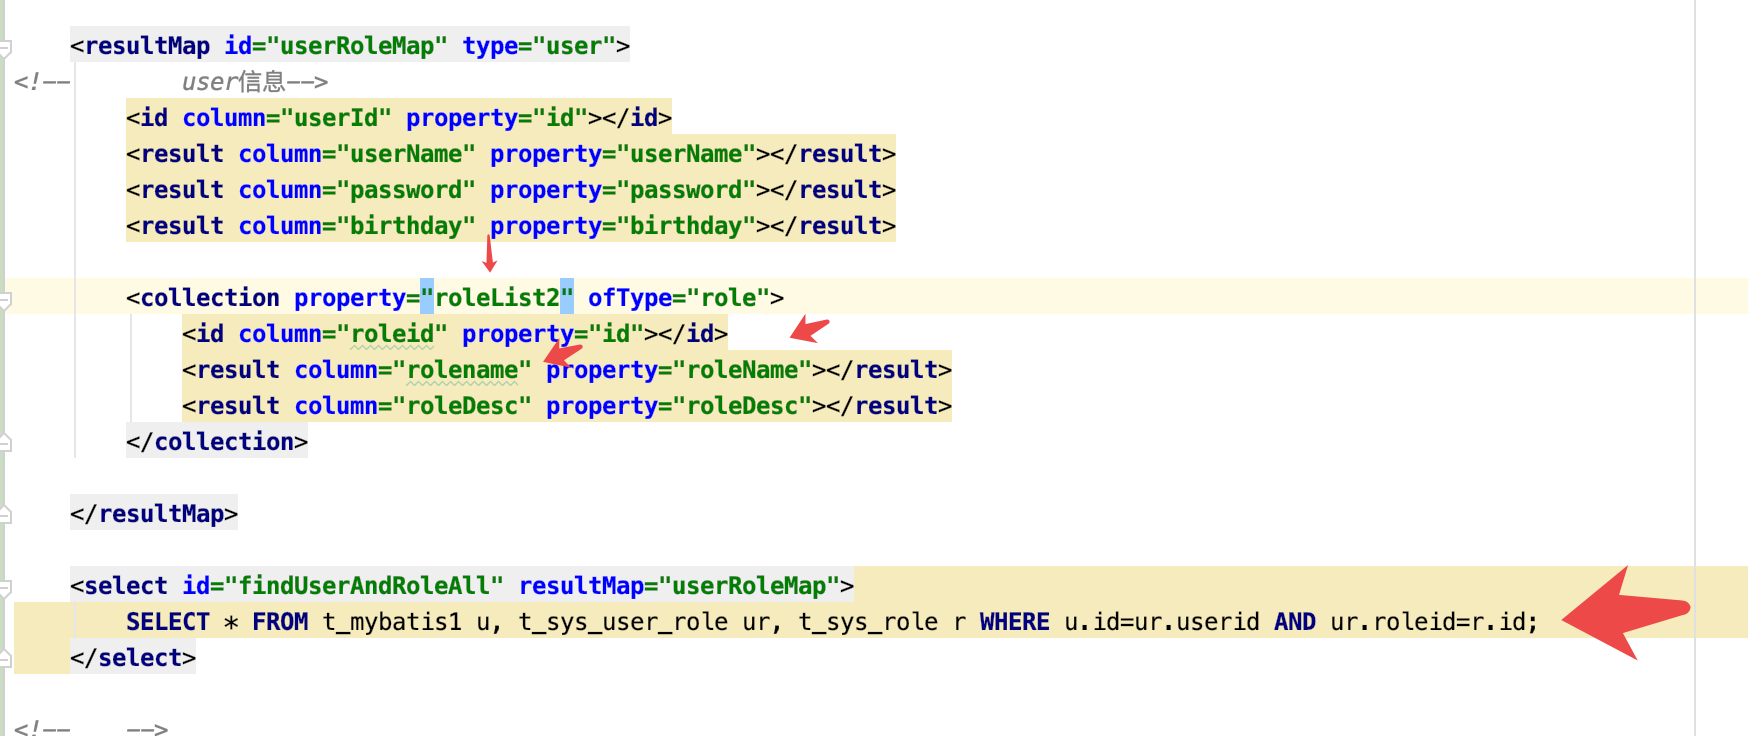 <resultMap id="userRoleMap" type="user">
<!--        user信息-->
<id column="userId" property="id"></id>
<result column="userName" property="userName"></result>
<result column="password" property="password"></result>
<result column="birthday" property="birthday"></result>
<collection property="roleList2" ofType="role">
<id column="roleid" property="id"></id>
<result column="rolename" property="roleName"></result>
<result column="roleDesc" property="roleDesc"></result>
</collection>
</resultMap>
<select id="findUserAndRoleAll" resultMap="userRoleMap">
SELECT * FROM t_mybatis1 u, t_sys_user_role ur, t_sys_role r WHERE u.id=ur.userid AND ur.roleid=r.id;
</select>
<!--    -->